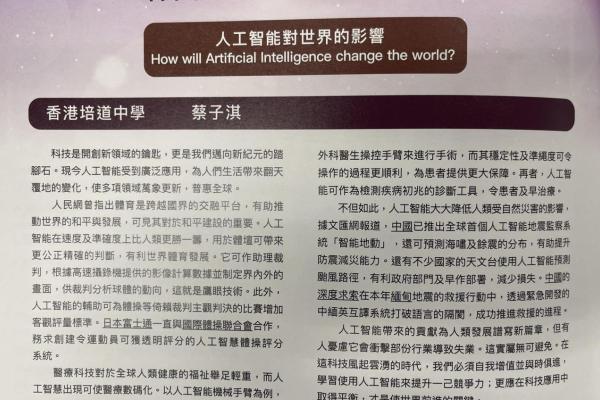 人工智能對世界的影響
How will Artificial Intelligence change the world?
香港培道中學 蔡子淇
科技是開創新領域的鑰匙，更是我們邁向新紀元的踏
腳石。現今人工智能受到廣泛應用，為人們生活帶來翻天
覆地的變化，使多項領域萬象更新，普惠全球。
人民網曾指出體育是跨越國界的交融平台，有助推
動世界的和平與發展，可見其對於和平建設的重要。人工
智能在速度及準確度上比人類更勝一籌，用於體壇可帶來
更公正精確的判斷，有利世界體育發展。它可作助理裁
判，根據高速攝錄機提供的影像計算數據並制定界內外的
畫面，供裁判分析球體的動向，這就是鷹眼技術。此外，
人工智能的輔助可為體操等倚賴裁判主觀判決的比賽增加
客觀評量標準。日本富士通一直與國際體操聯合會合作，
務求創建令運動員可獲透明評分的人工智慧體操評分
系統。
醫療科技對於全球人類健康的福祉舉足輕重，而人
工智慧出現可使醫療數碼化。以人工智能機械手臂為例，
外科醫生操控手臂來進行手術，而其穩定性及準繩度可令
操作的過程更順利，為患者提供更大保障。再者，人工智
能可作為檢測疾病初兆的診斷工具，令患者及早治療。
不但如此，人工智能大大降低人類受自然災害的影響，
據文匯網報道，中國已推出全球首個人工智能地震監察系
統「智能地動」，還可預測海嘯及餘震的分布，有助提升
防震減災能力。還有不少國家的天文台使用人工智能預測
颱風路徑，有利政府部門及早作部署，減少損失。中國的
深度求索在本年緬甸地震的救援行動中，透過緊急開發的
中緬英互譯系統打破語言的隔閡，成功推進救援的進程。
人工智能帶來的貢獻為人類發展譜寫新篇章，但有
人憂慮它會衝擊部份行業導致失業。這實屬無可避免。在
這科技風起雲湧的時代，我們必須自我增值並與時俱進，
學習使用人工智能來提升一己競爭力；更應在科技應用中
取得平衡，才是使世界前進的關鍵。